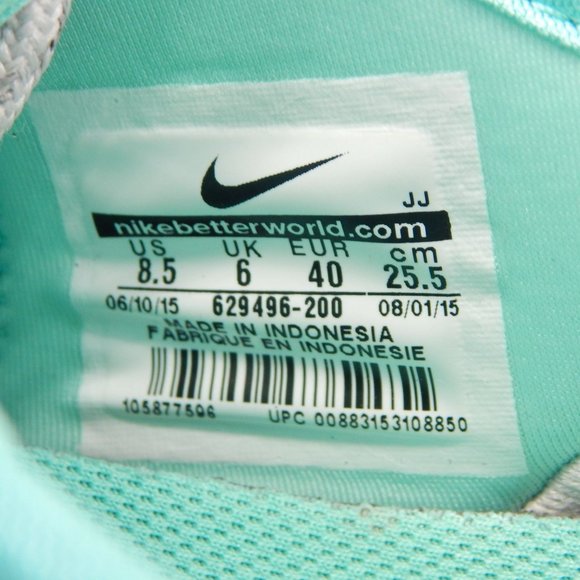 JJ
nikebetterworld.com
US UK EUR cm
8.5 6 40 25.5
06/10/15 629496-200 08/01/15
MADE IN INDONESIA
FABRIQUE EN INDONESIE
105877596 UPC 00883153108850